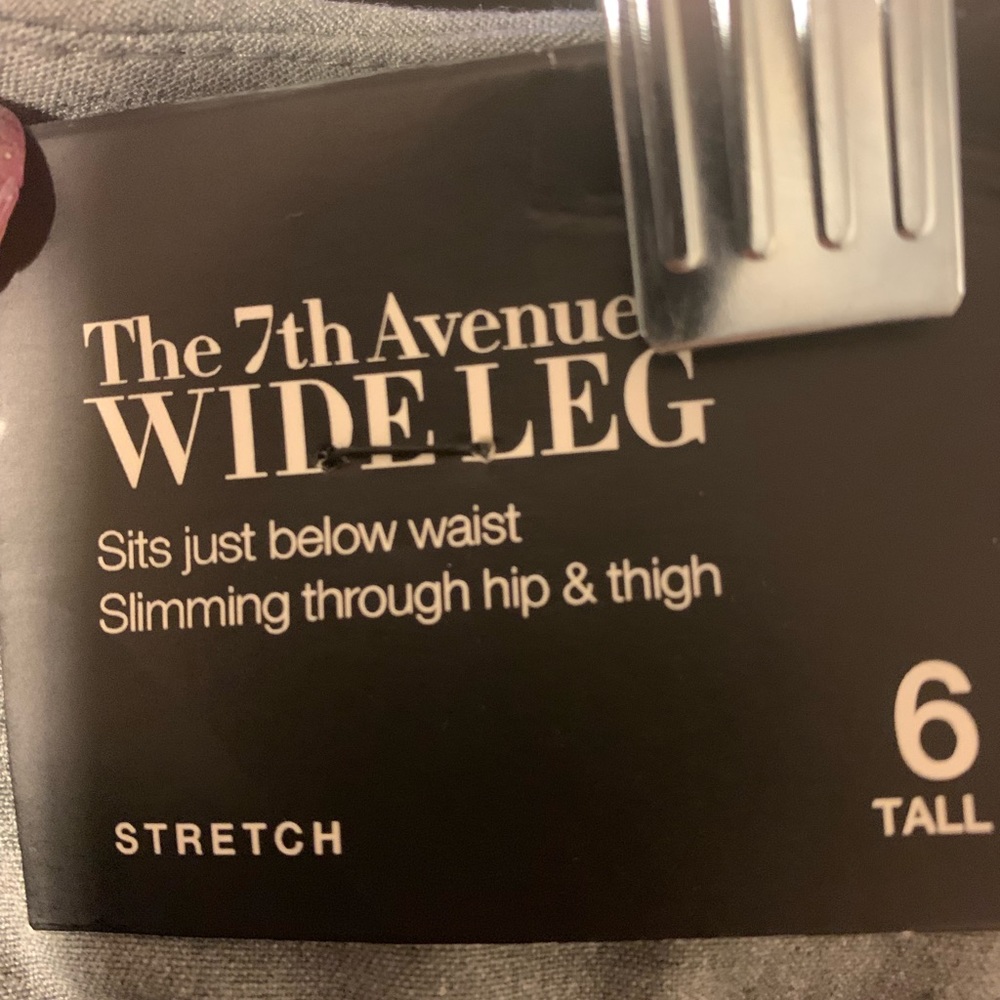 The 7th Avenue
WIDE LEG
Sits just below waist
Slimming through hip & thigh
6
TALL
STRETCH